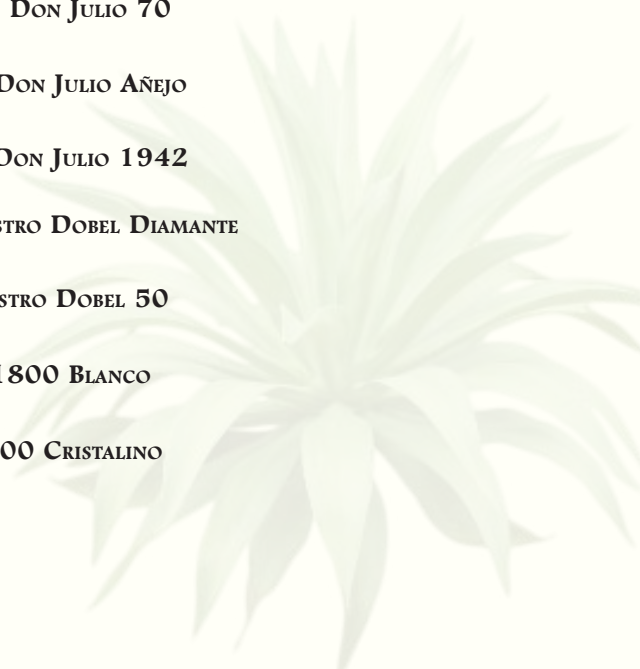 Don Julio 70
Don Julio Añejo
Don Julio 1942
stro Dobel Diamante
stro Dobel 50
1800 Blanco
00 Cristalino